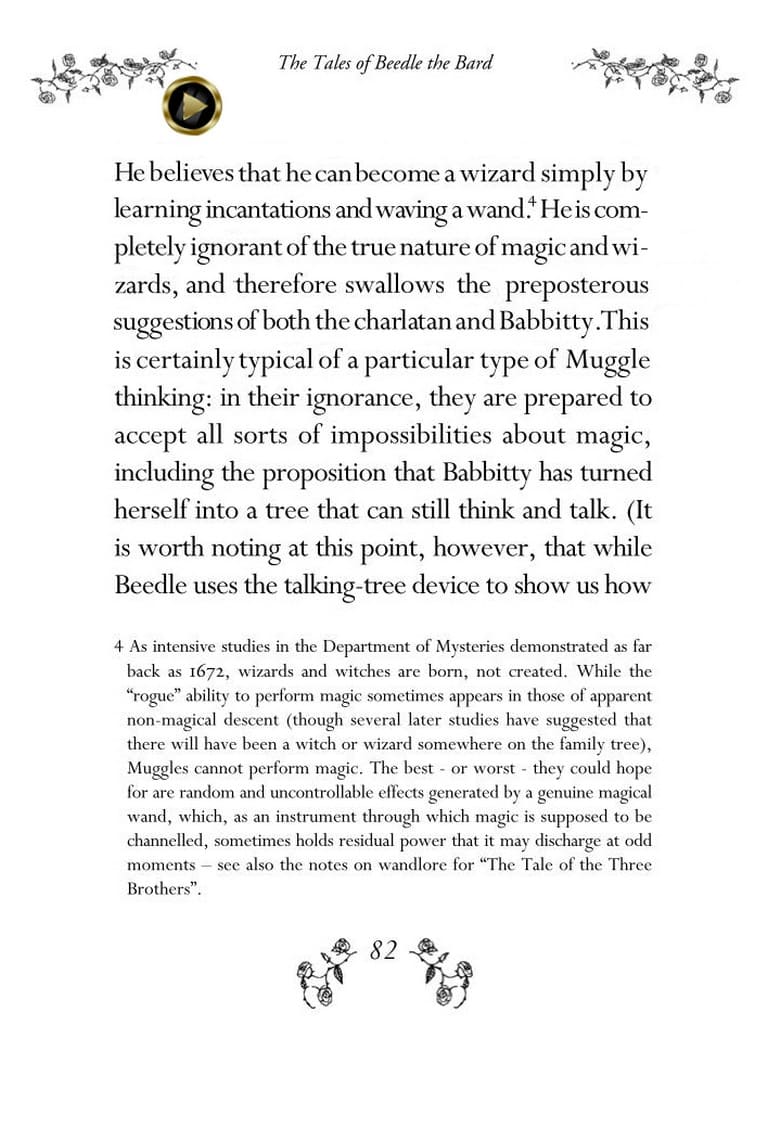 The Tales of Beedle the Bard
He believes that he can become a wizard simply by
learning incantations and waving a wand.4 He is com-
pletely ignorant of the true nature of magic and wi-
zards, and therefore swallows the preposterous
suggestions of both the charlatan and Babbitty. This
is certainly typical of a particular type of Muggle
thinking: in their ignorance, they are prepared to
accept all sorts of impossibilities about magic,
including the proposition that Babbitty has turned
herself into a tree that can still think and talk. (It
is worth noting at this point, however, that while
Beedle uses the talking-tree device to show us how
4 As intensive studies in the Department of Mysteries demonstrated as far
back as 1672, wizards and witches are born, not created. While the
“rogue” ability to perform magic sometimes appears in those of apparent
non-magical descent (though several later studies have suggested that
there will have been a witch or wizard somewhere on the family tree),
Muggles cannot perform magic. The best - or worst - they could hope
for are random and uncontrollable effects generated by a genuine magical
wand, which, as an instrument through which magic is supposed to be
channelled, sometimes holds residual power that it may discharge at odd
moments – see also the notes on wandlore for “The Tale of the Three
Brothers”.
82